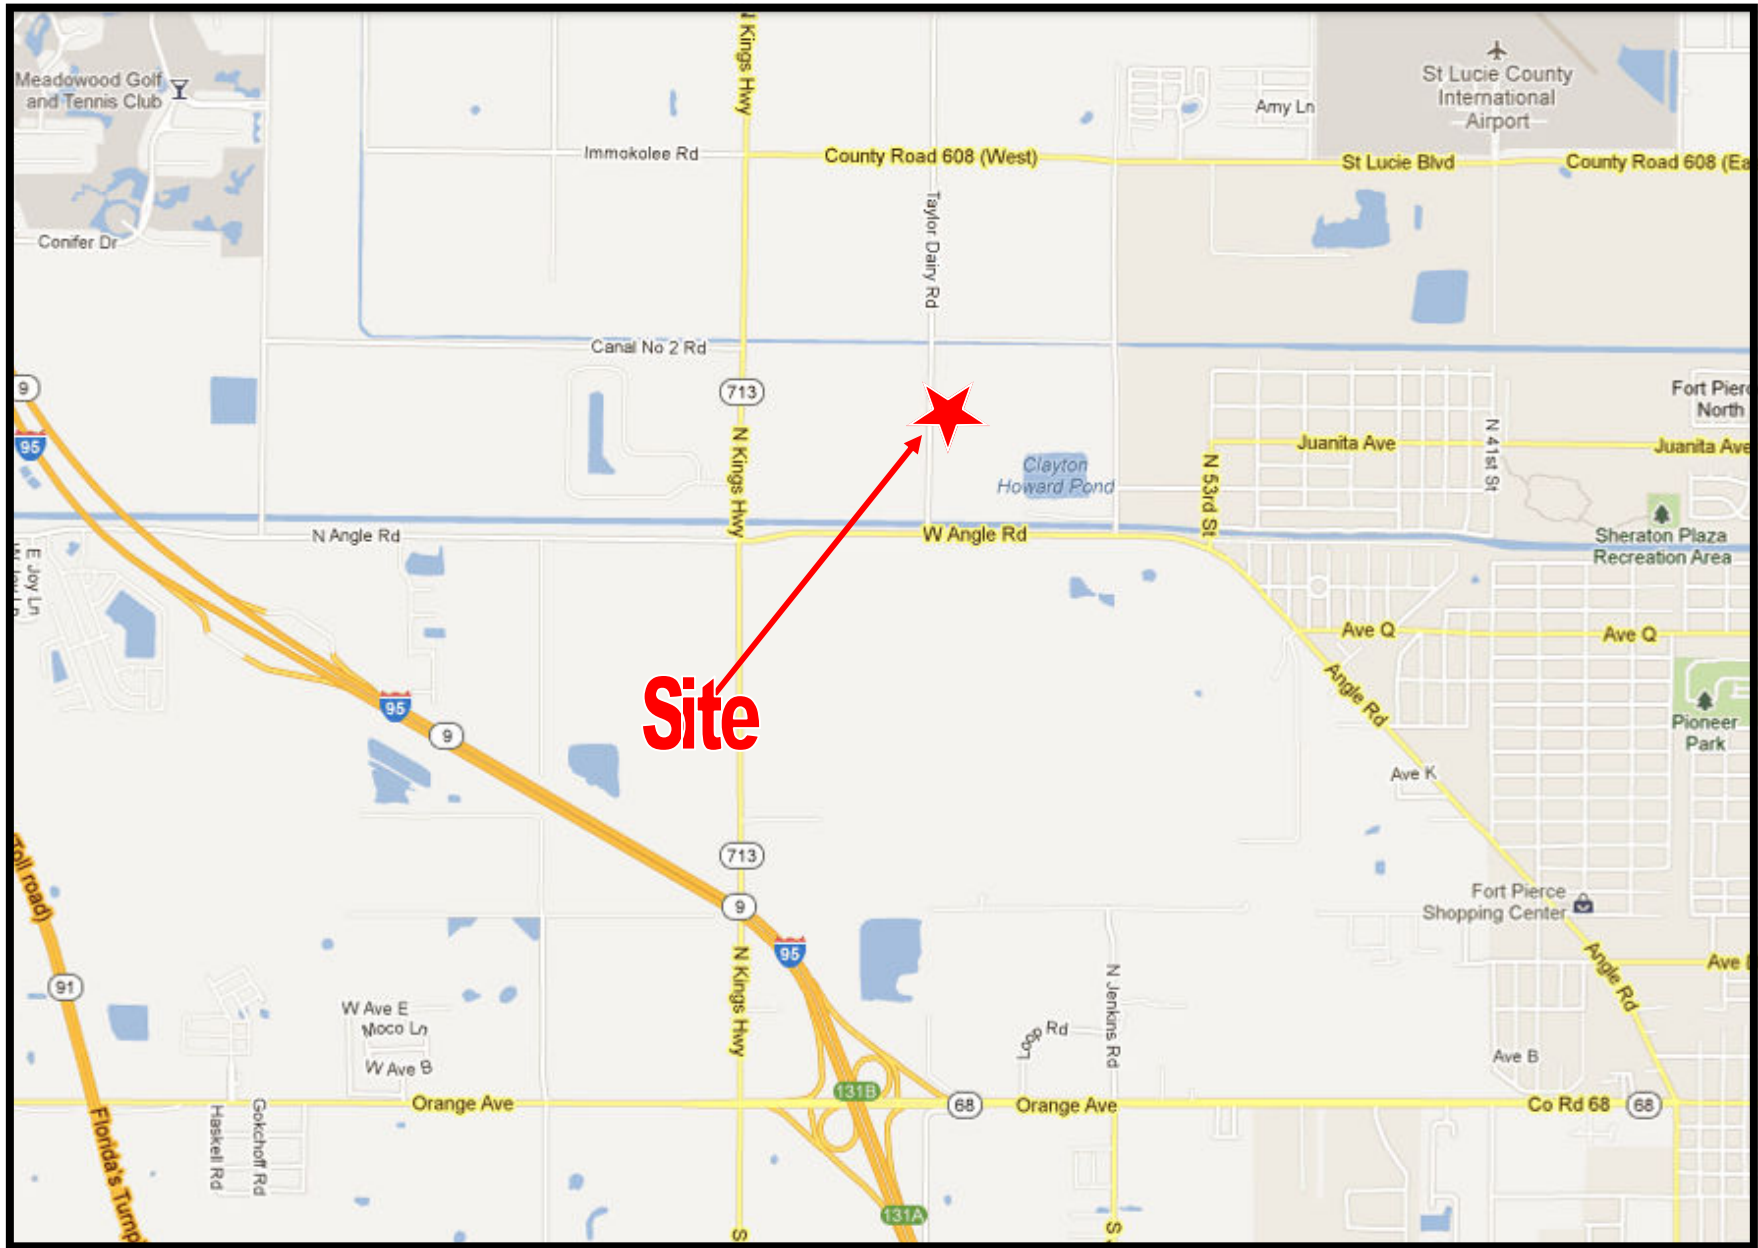 N Kings Hwy
Meadowood Golf
and Tennis Club
St Lucie County
International
Airport
Amy Ln
Immokolee Rd
County Road 608 (West)
St Lucie Blvd
County Road 608 (Ea
Taylor Dairy Rd
Conifer Dr
Canal No 2 Rd
9
713
Fort Pierc
North
95
N Kings Hwy
Juanita Ave
N 41st St
Juanita Ave
Clayton
Howard Pond
N 53rd St
N Angle Rd
W Angle Rd
Sheraton Plaza
Recreation Area
E Joy Ln
W Joy Ln
Ave Q
Ave Q
Site
Angle Rd
95
9
Pioneer
Park
Ave K
713
Toll road)
Fort Pierce
Shopping Center
9
95
N Kings Hwy
Angle Rd
Ave
91
N Jenkins Rd
W Ave E
Moco Ln
Loop Rd
W Ave B
Ave B
131B
Orange Ave
68
Orange Ave
Co Rd 68
68
Haskell Rd
Gokchoff Rd
Florida's Turnp
131A
S
S